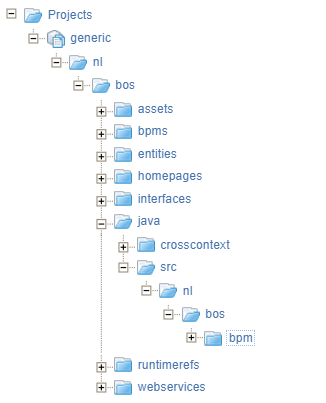 Projects
generic
nl
bos
assets
bpms
entities
homepages
interfaces
java
crosscontext
src
nl
bos
bpm
runtimerefs
webservices